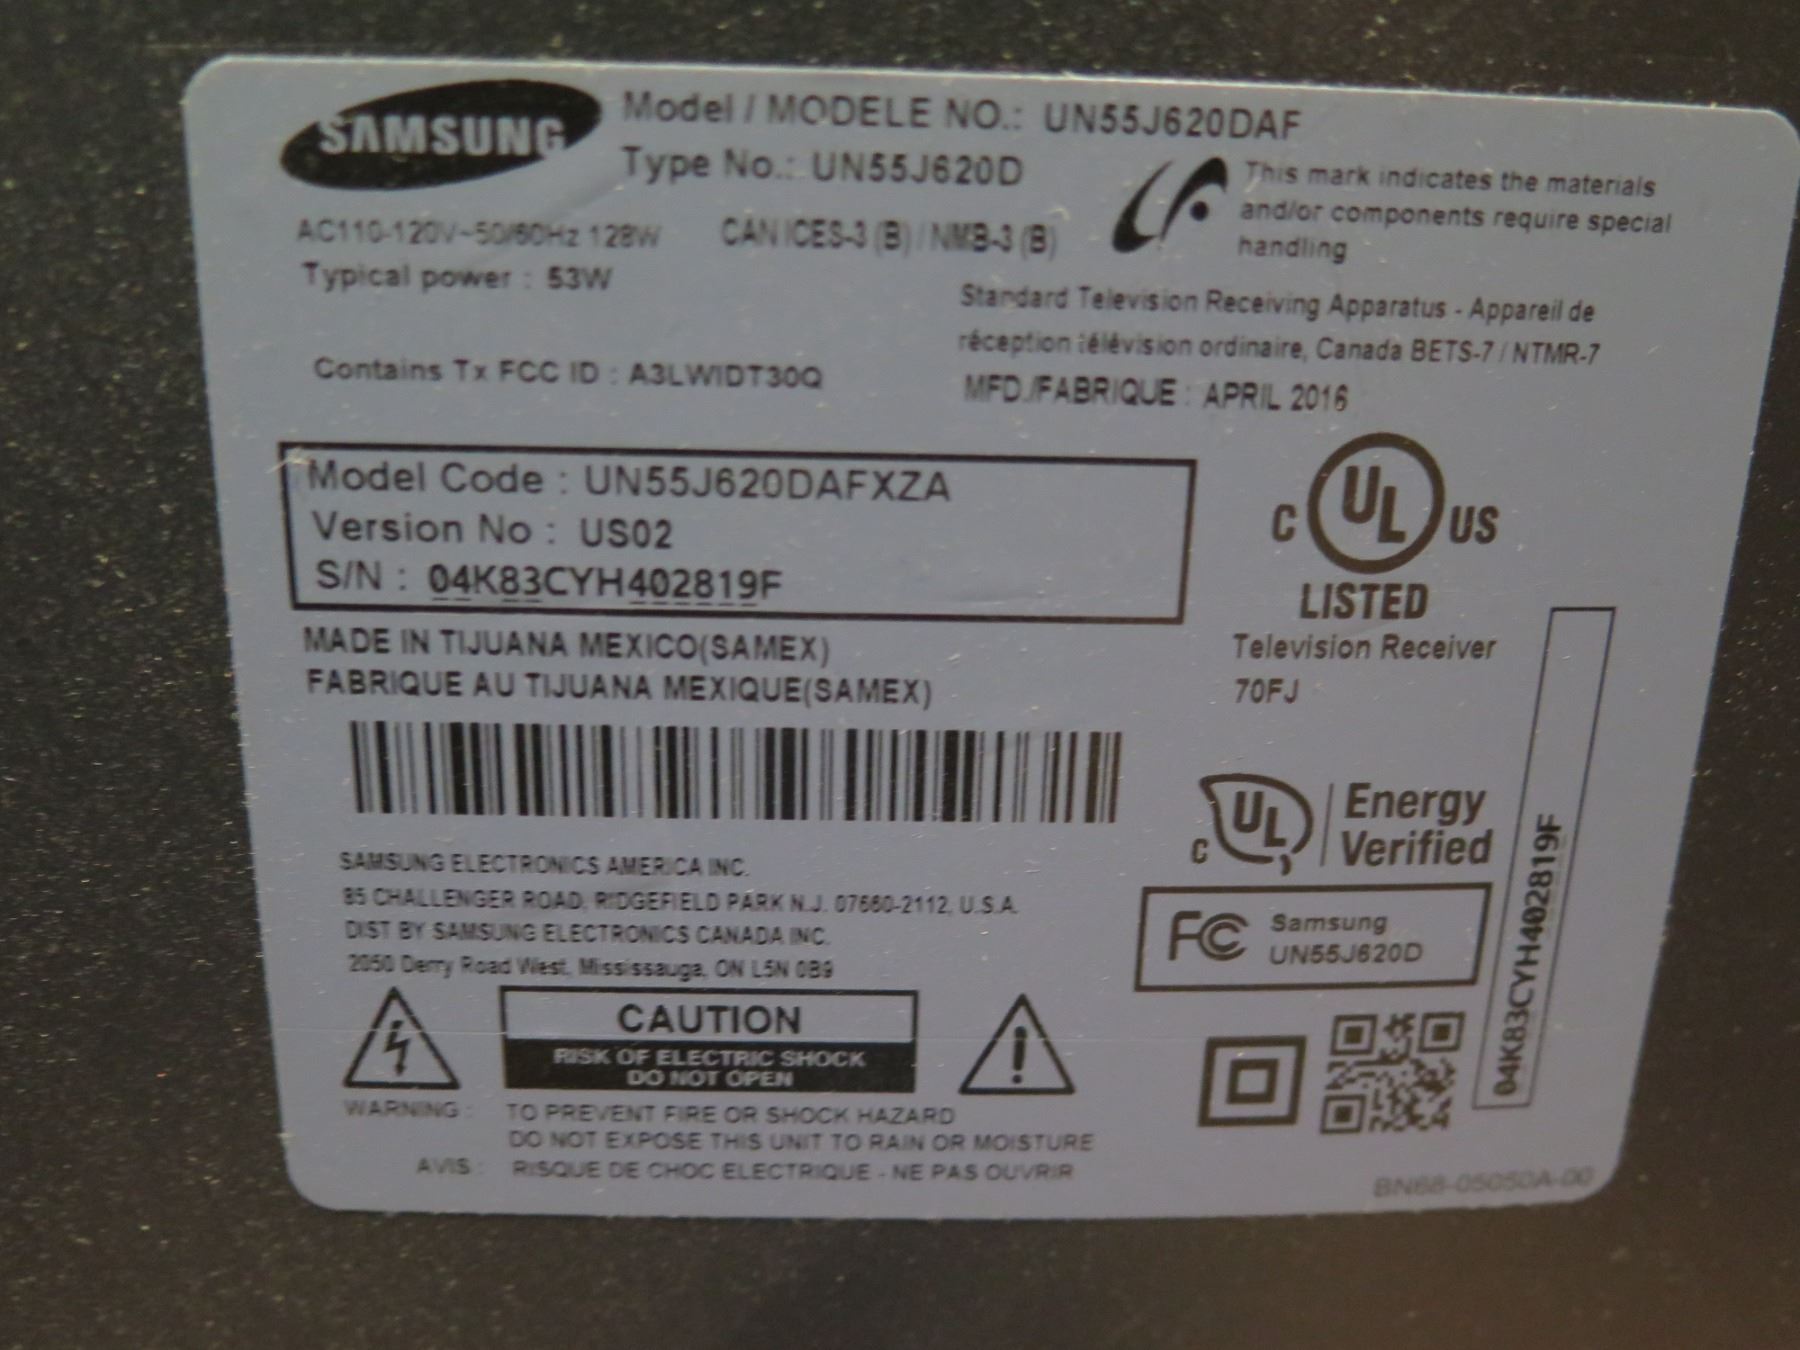 SAMSUNG
Model / MODELE NO.: UN55J620DAF
Type No.: UN55J620D
AC110-120V~50/60Hz 128W
CAN ICES-3 (B) / NMB-3 (B)
Typical power : 53W
This mark indicates the materials
and/or components require special
handling
Standard Television Receiving Apparatus - Appareil de
réception télévision ordinaire, Canada BETS-7 / NTMR-7
Contains Tx FCC ID : A3LWIDT30Q
MFD./FABRIQUE : APRIL 2016
Model Code : UN55J620DAFXZA
Version No : US02
S/N : 04K83CYH402819F
C UL US
LISTED
Television Receiver
70FJ
MADE IN TIJUANA MEXICO(SAMEX)
FABRIQUE AU TIJUANA MEXIQUE(SAMEX)
C UL Energy
Verified
SAMSUNG ELECTRONICS AMERICA INC.
85 CHALLENGER ROAD, RIDGEFIELD PARK N.J. 07660-2112, U.S.A.
DIST BY SAMSUNG ELECTRONICS CANADA INC.
2050 Derry Road West, Mississauga, ON L5N 0B9
FC Samsung
UN55J620D
04K83CYH402819F
CAUTION
RISK OF ELECTRIC SHOCK
DO NOT OPEN
WARNING : TO PREVENT FIRE OR SHOCK HAZARD
DO NOT EXPOSE THIS UNIT TO RAIN OR MOISTURE
AVIS : RISQUE DE CHOC ELECTRIQUE - NE PAS OUVRIR
BN68-05050A-00